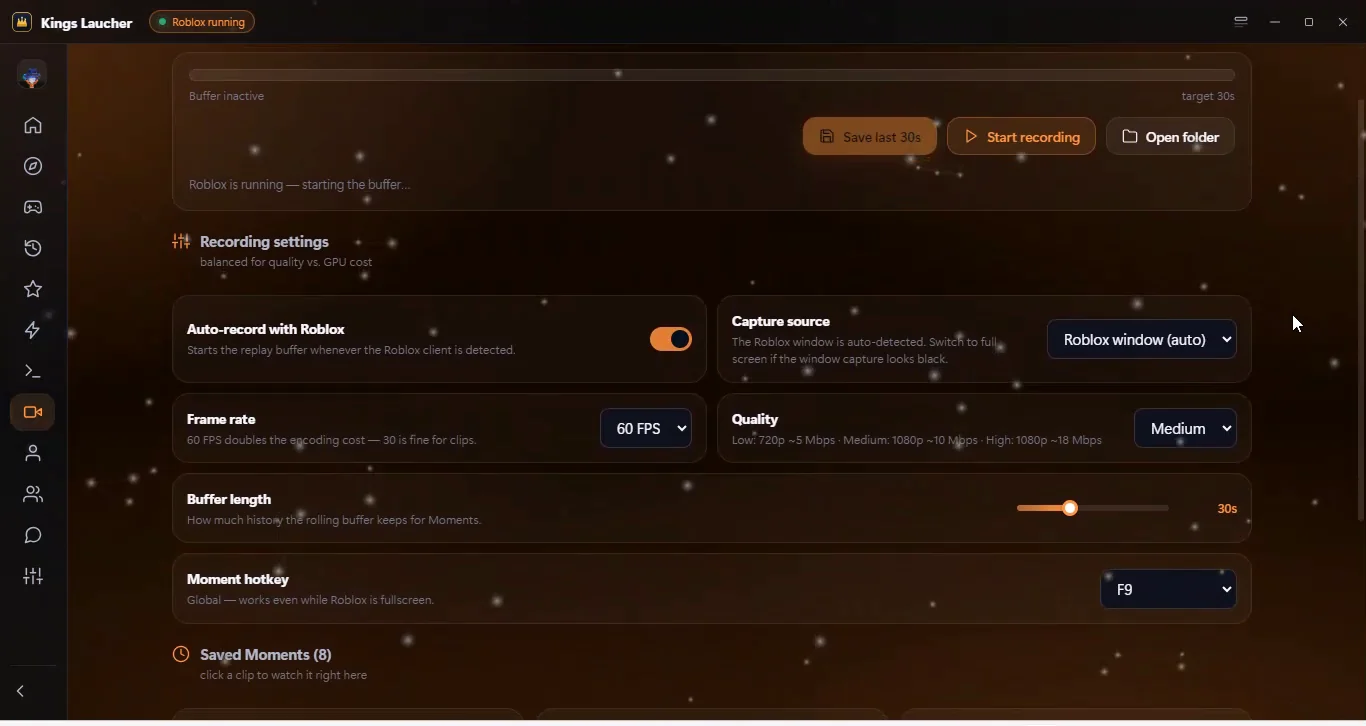 Kings Laucher
Roblox running
Buffer inactive
target 30s
Save last 30s
Start recording
Open folder
Roblox is running — starting the buffer...
Recording settings
balanced for quality vs. GPU cost
Auto-record with Roblox
Starts the replay buffer whenever the Roblox client is detected.
Capture source
The Roblox window is auto-detected. Switch to full
screen if the window capture looks black.
Roblox window (auto)
Frame rate
60 FPS doubles the encoding cost — 30 is fine for clips.
60 FPS
Quality
Low: 720p ~5 Mbps · Medium: 1080p ~10 Mbps · High: 1080p ~18 Mbps
Medium
Buffer length
How much history the rolling buffer keeps for Moments.
30s
Moment hotkey
Global — works even while Roblox is fullscreen.
F9
Saved Moments (8)
click a clip to watch it right here